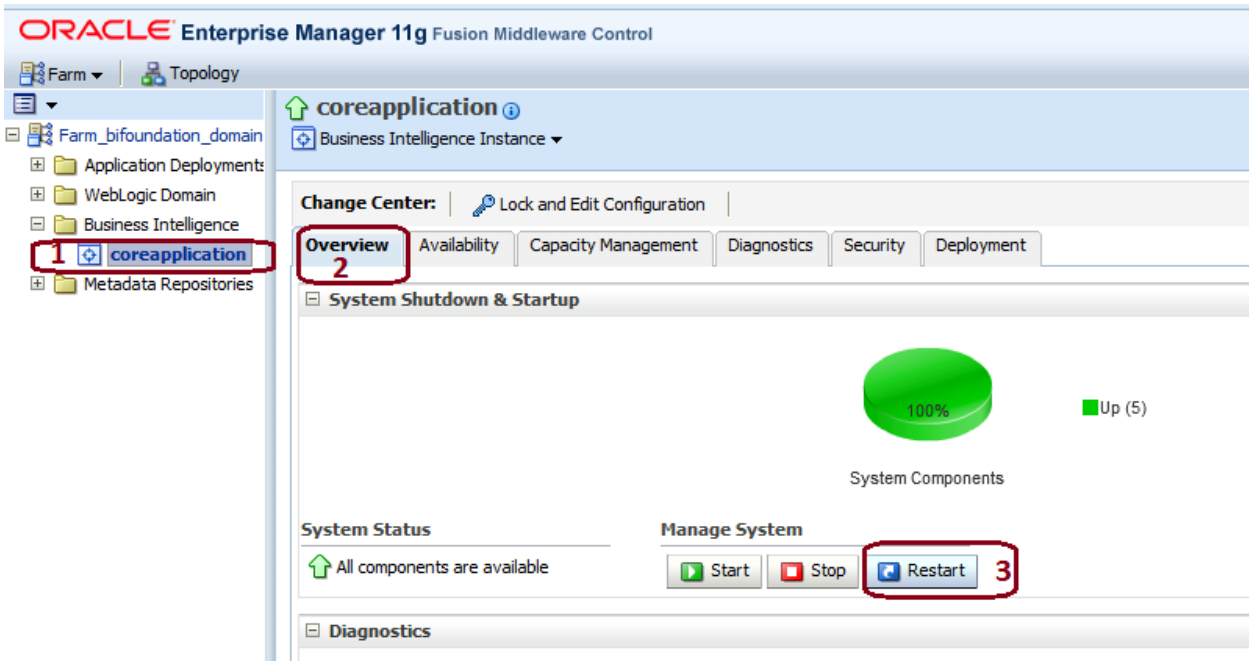 ORACLE Enterprise Manager 11g Fusion Middleware Control
Farm Topology
Farm_bifoundation_domain
Application Deployments
WebLogic Domain
Business Intelligence
1 coreapplication
Metadata Repositories
coreapplication
Business Intelligence Instance
Change Center: Lock and Edit Configuration
Overview Availability Capacity Management Diagnostics Security Deployment
2
System Shutdown & Startup
100%
Up (5)
System Components
System Status
All components are available
Manage System
Start Stop Restart 3
Diagnostics